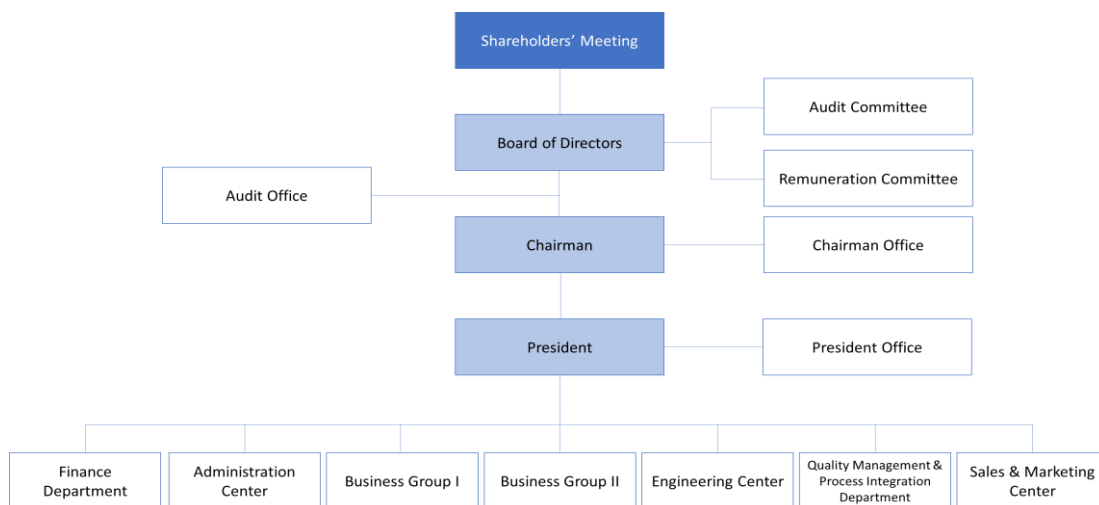 Shareholders’ Meeting
Audit Committee
Board of Directors
Remuneration Committee
Audit Office
Chairman
Chairman Office
President
President Office
Finance
Department
Administration
Center
Business Group I
Business Group II
Engineering Center
Quality Management &
Process Integration
Department
Sales & Marketing
Center